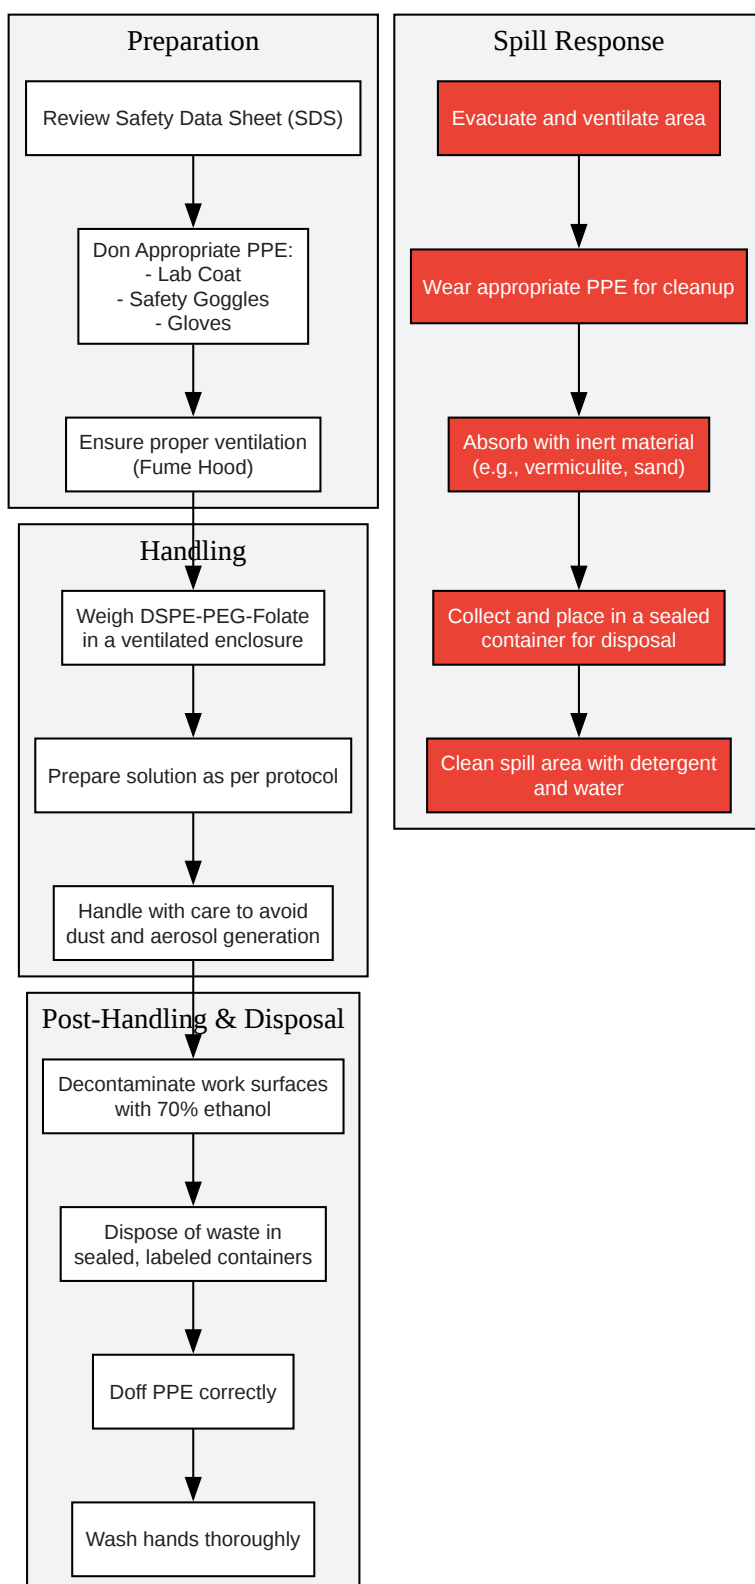 Preparation
Review Safety Data Sheet (SDS)
Don Appropriate PPE:
- Lab Coat
- Safety Goggles
- Gloves
Ensure proper ventilation
(Fume Hood)
Handling
Weigh DSPE-PEG-Folate
in a ventilated enclosure
Prepare solution as per protocol
Handle with care to avoid
dust and aerosol generation
Post-Handling & Disposal
Decontaminate work surfaces
with 70% ethanol
Dispose of waste in
sealed, labeled containers
Doff PPE correctly
Wash hands thoroughly
Spill Response
Evacuate and ventilate area
Wear appropriate PPE for cleanup
Absorb with inert material
(e.g., vermiculite, sand)
Collect and place in a sealed
container for disposal
Clean spill area with detergent
and water